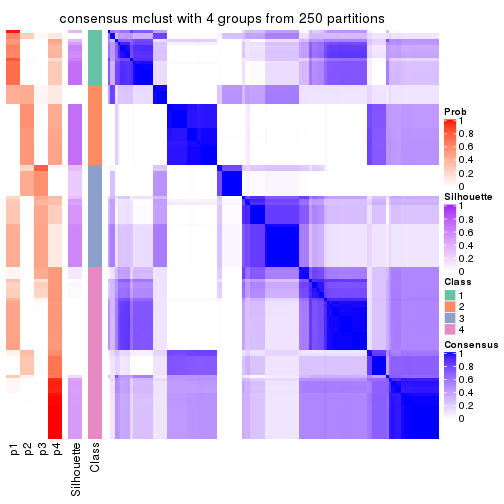 consensus mclust with 4 groups from 250 partitions
Prob
1
0.8
0.6
0.4
0.2
0
Silhouette
1
0.8
0.6
0.4
0.2
0
Class
1
2
3
4
Consensus
1
0.8
0.6
0.4
0.2
0
p1
p2
p3
p4
Silhouette
Class